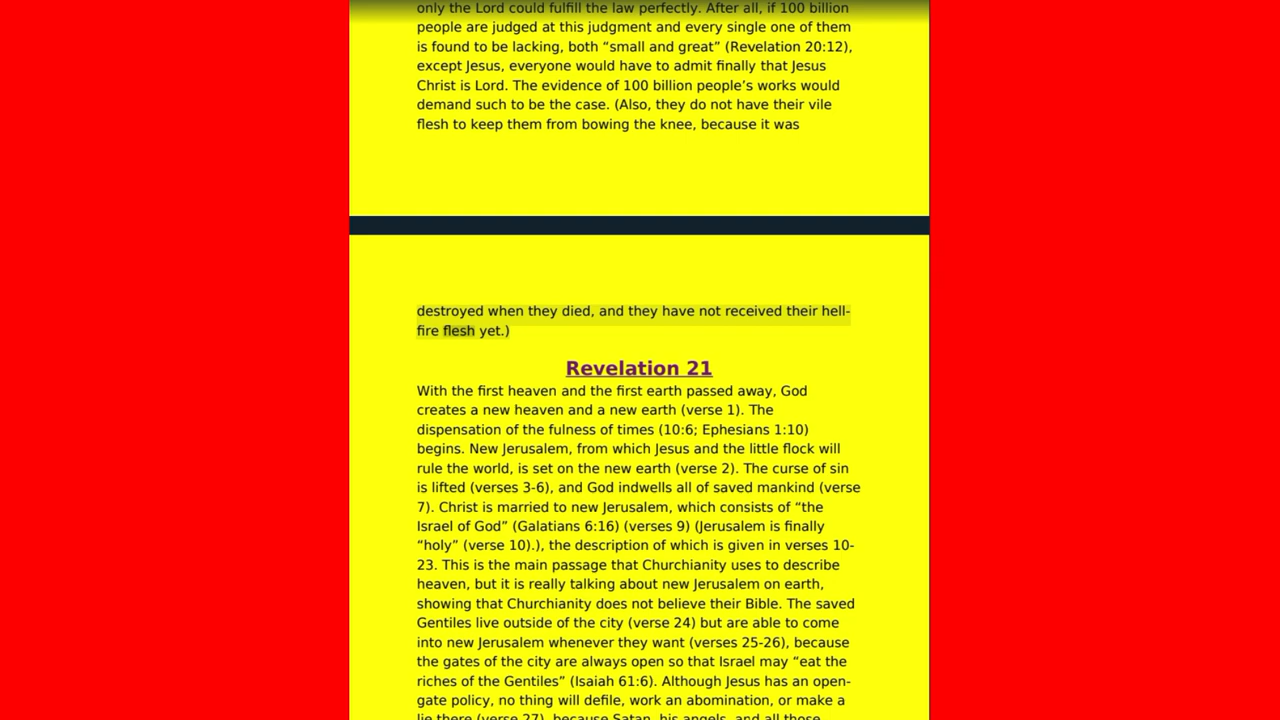 only the Lord could fulfill the law perfectly. After all, if 100 billion
people are judged at this judgment and every single one of them
is found to be lacking, both “small and great” (Revelation 20:12),
except Jesus, everyone would have to admit finally that Jesus
Christ is Lord. The evidence of 100 billion people’s works would
demand such to be the case. (Also, they do not have their vile
flesh to keep them from bowing the knee, because it was
destroyed when they died, and they have not received their hell-
fire flesh yet.)
Revelation 21
With the first heaven and the first earth passed away, God
creates a new heaven and a new earth (verse 1). The
dispensation of the fulness of times (10:6; Ephesians 1:10)
begins. New Jerusalem, from which Jesus and the little flock will
rule the world, is set on the new earth (verse 2). The curse of sin
is lifted (verses 3-6), and God indwells all of saved mankind (verse
7). Christ is married to new Jerusalem, which consists of “the
Israel of God” (Galatians 6:16) (verses 9) (Jerusalem is finally
“holy” (verse 10).), the description of which is given in verses 10-
23. This is the main passage that Churchianity uses to describe
heaven, but it is really talking about new Jerusalem on earth,
showing that Churchianity does not believe their Bible. The saved
Gentiles live outside of the city (verse 24) but are able to come
into new Jerusalem whenever they want (verses 25-26), because
the gates of the city are always open so that Israel may “eat the
riches of the Gentiles” (Isaiah 61:6). Although Jesus has an open-
gate policy, no thing will defile, work an abomination, or make a
lie there (verse 27), because Satan, his angels, and all those